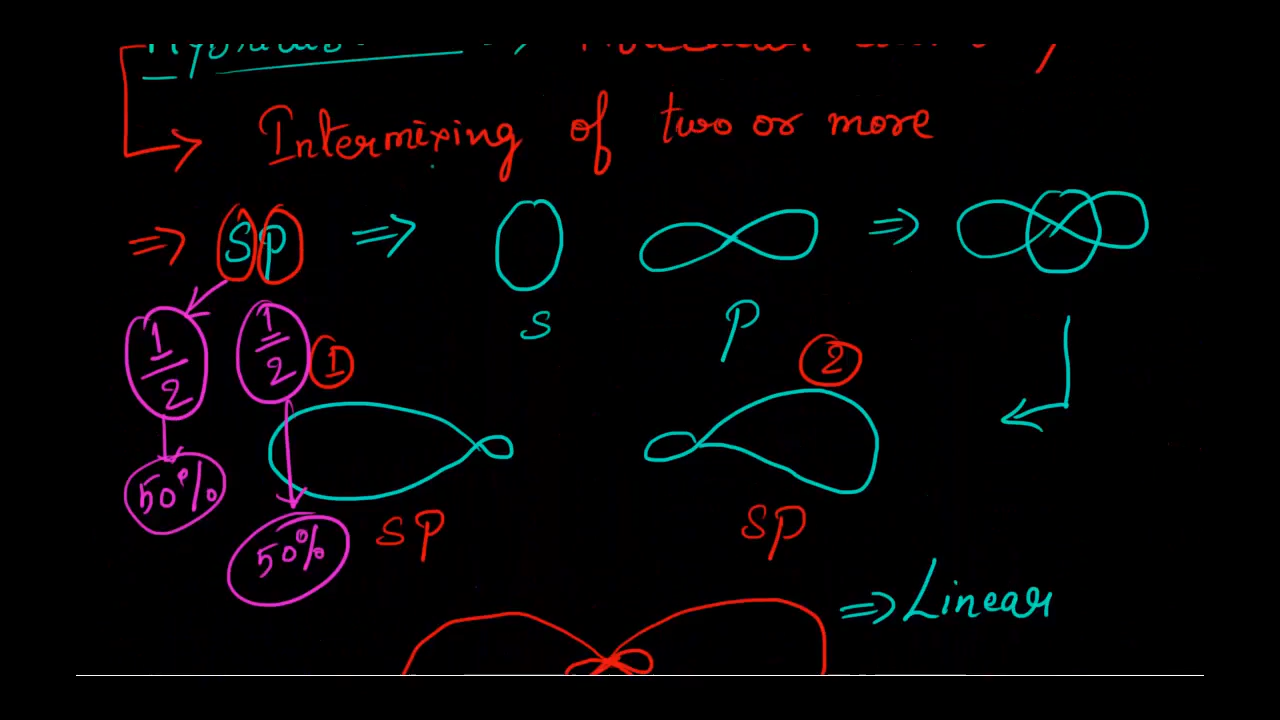 ⇒ Intermixing of two or more
⇒ SP ⇒ ⇒
S P
1/2 1/2 1 2
50% 50%
SP SP
⇒ Linear